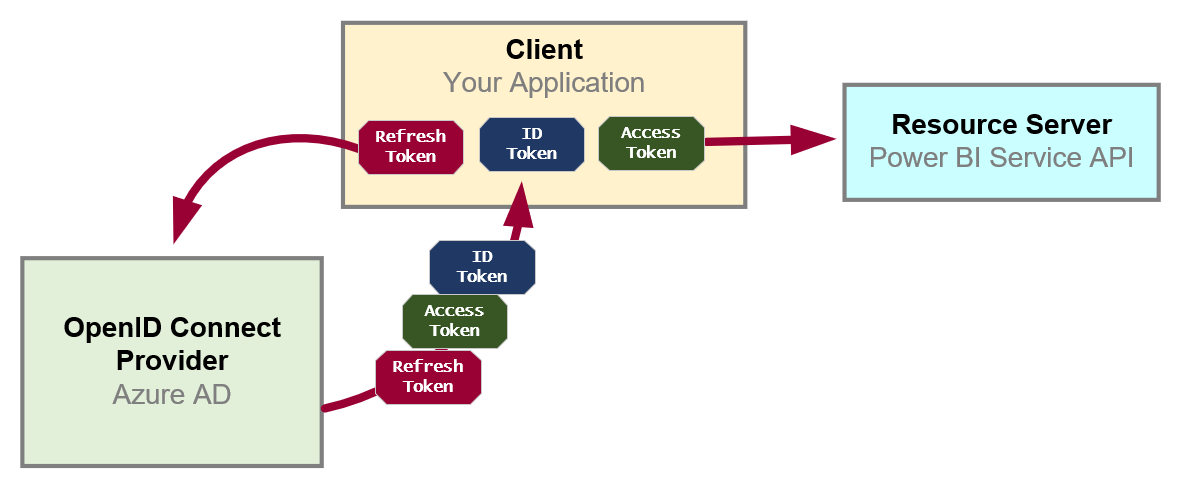 Client
Your Application
Refresh
Token
ID
Token
Access
Token
Resource Server
Power BI Service API
ID
Token
Access
Token
Refresh
Token
OpenID Connect
Provider
Azure AD